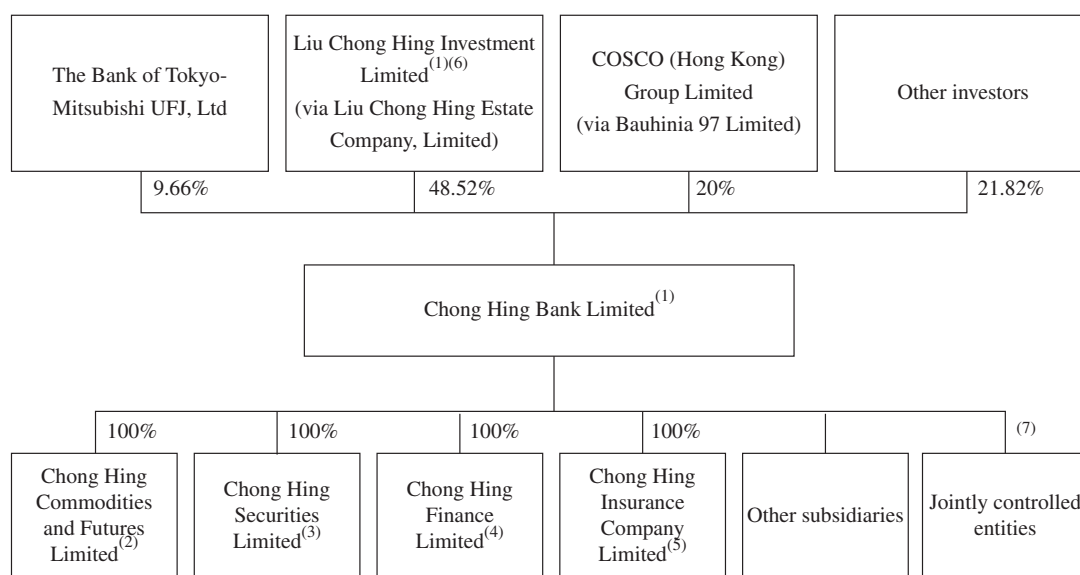 The Bank of Tokyo-
Mitsubishi UFJ, Ltd
Liu Chong Hing Investment
Limited(1)(6)
(via Liu Chong Hing Estate
Company, Limited)
COSCO (Hong Kong)
Group Limited
(via Bauhinia 97 Limited)
Other investors
9.66%
48.52%
20%
21.82%
Chong Hing Bank Limited(1)
100%
100%
100%
100%
(7)
Chong Hing
Commodities
and Futures
Limited(2)
Chong Hing
Securities
Limited(3)
Chong Hing
Finance
Limited(4)
Chong Hing
Insurance
Company
Limited(5)
Other subsidiaries
Jointly controlled
entities